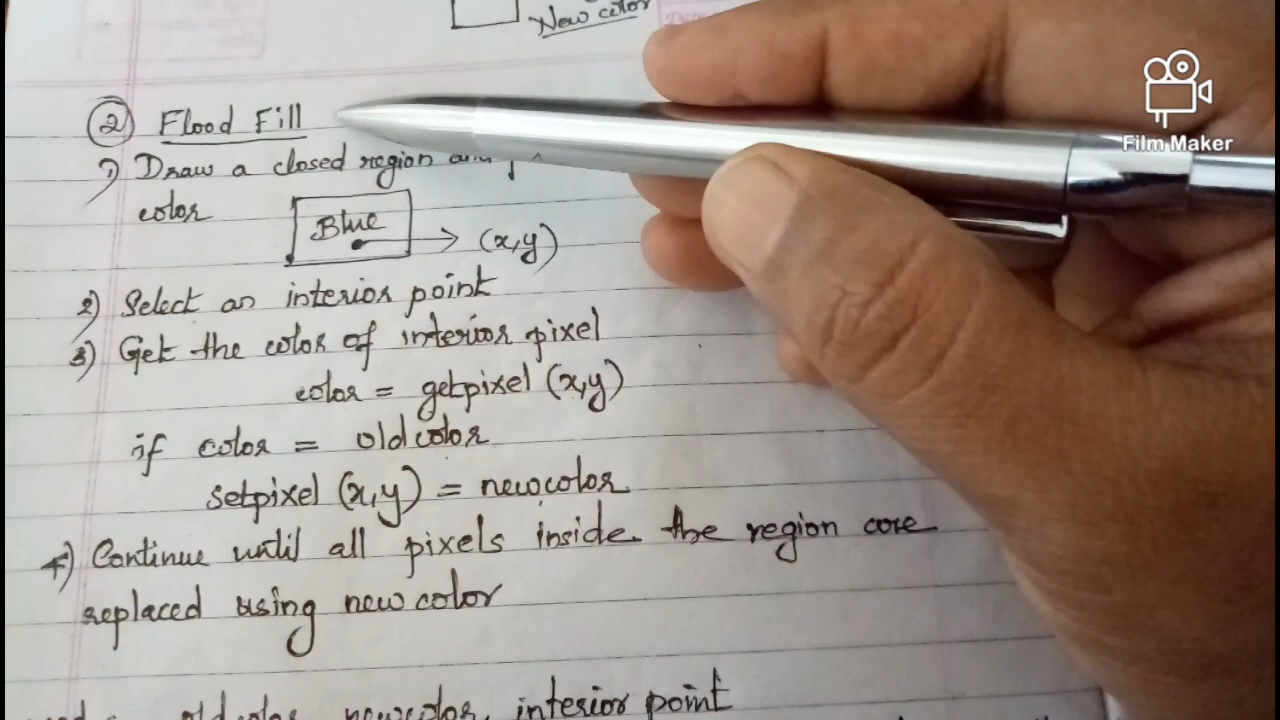 New color
② Flood Fill
1) Draw a closed region
color
Blue
(x,y)
2) Select an interior point
3) Get the color of interior pixel
color = getpixel (x,y)
if color = oldcolor
setpixel (x,y) = newcolor
4) Continue until all pixels inside the region are
replaced using new color
oldcolor, newcolor, interior point
Film Maker